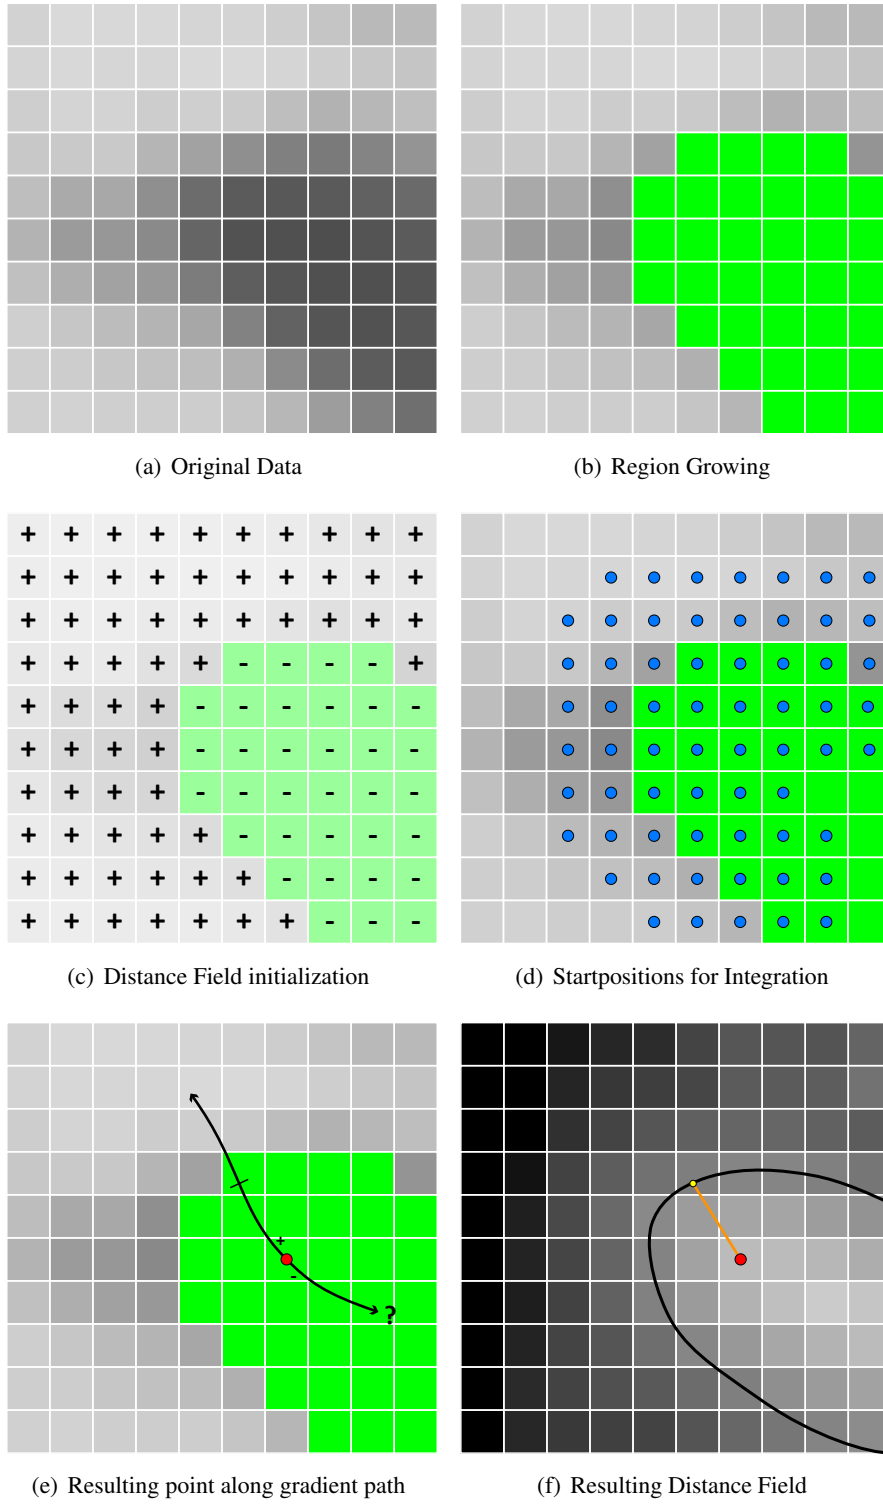 (a) Original Data
(b) Region Growing
+ + + + + + + + + +
+ + + + + + + + + +
+ + + + + + + + + +
+ + + + + - - - - +
+ + + + - - - - - -
+ + + + - - - - - -
+ + + + - - - - - -
+ + + + + - - - - -
+ + + + + + - - - -
+ + + + + + + - - -
(c) Distance Field initialization
(d) Startpositions for Integration
+
-
?
(e) Resulting point along gradient path
(f) Resulting Distance Field